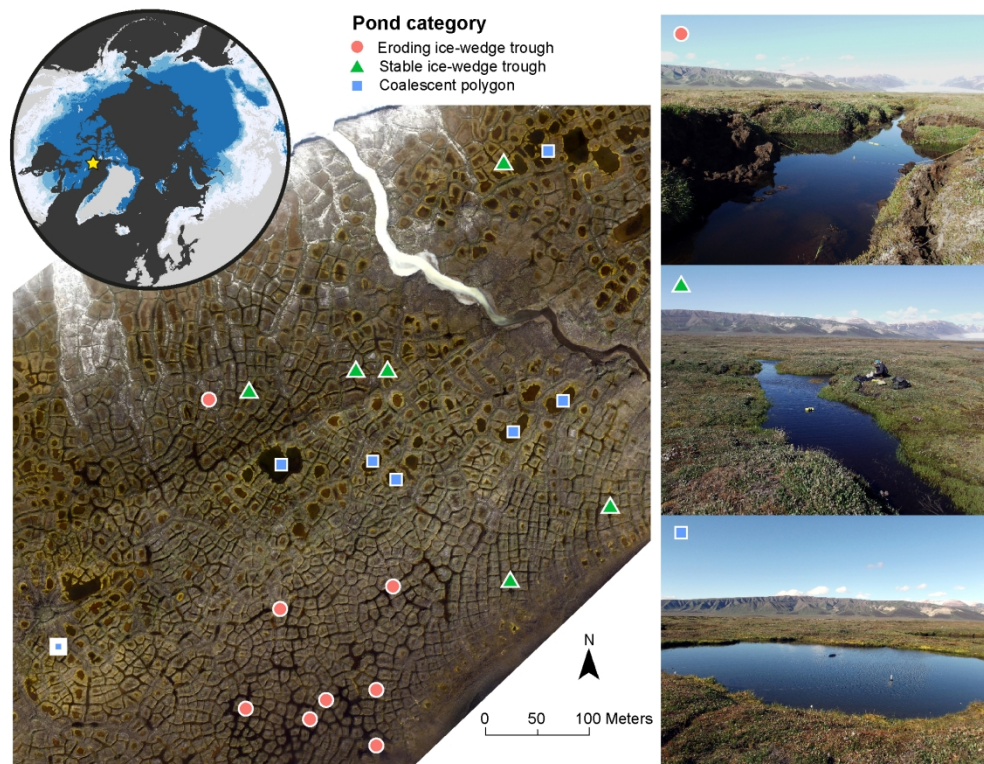 Pond category
Eroding ice-wedge trough
Stable ice-wedge trough
Coalescent polygon
N
0 50 100 Meters